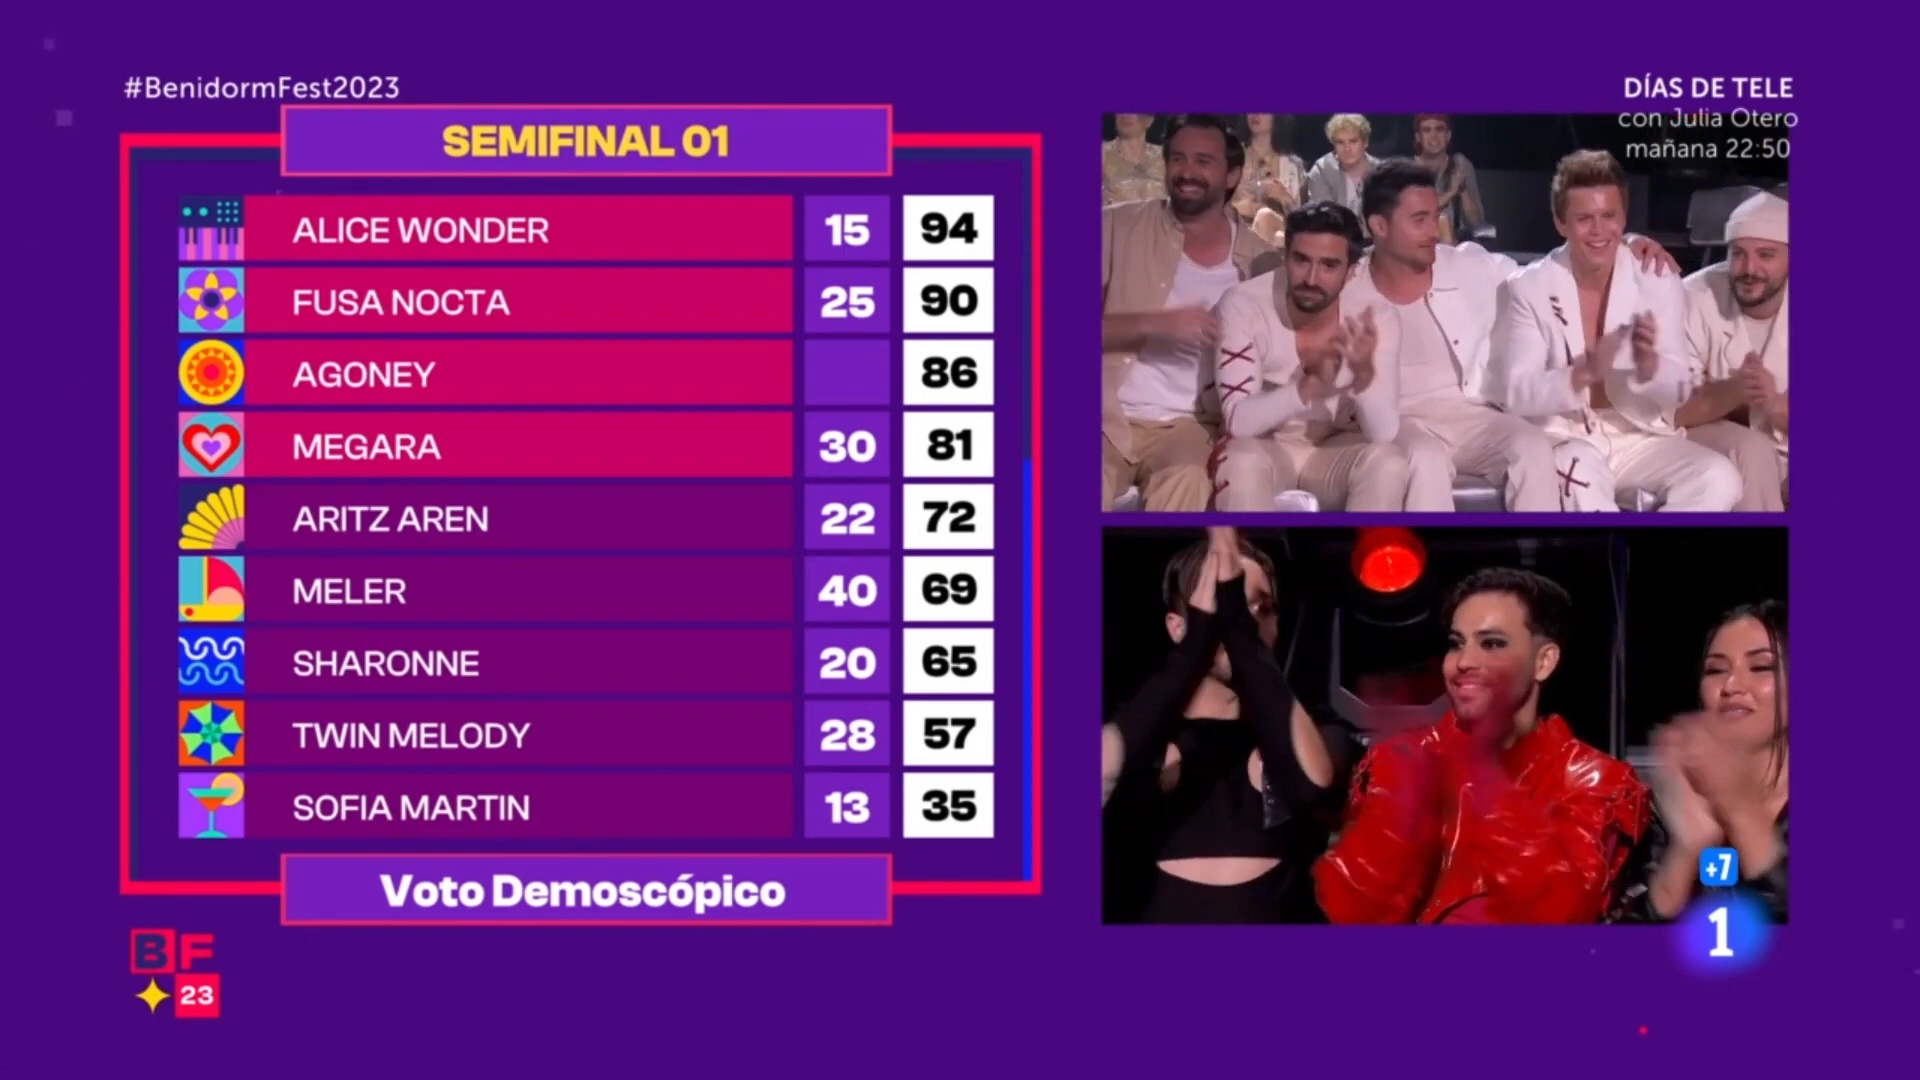 #BenidormFest2023
DÍAS DE TELE
con Julia Otero
mañana 22:50
SEMIFINAL 01
ALICE WONDER 15 94
FUSA NOCTA 25 90
AGONEY 86
MEGARA 30 81
ARITZ AREN 22 72
MELER 40 69
SHARONNE 20 65
TWIN MELODY 28 57
SOFIA MARTIN 13 35
Voto Demoscópico
BF
23
+7
1